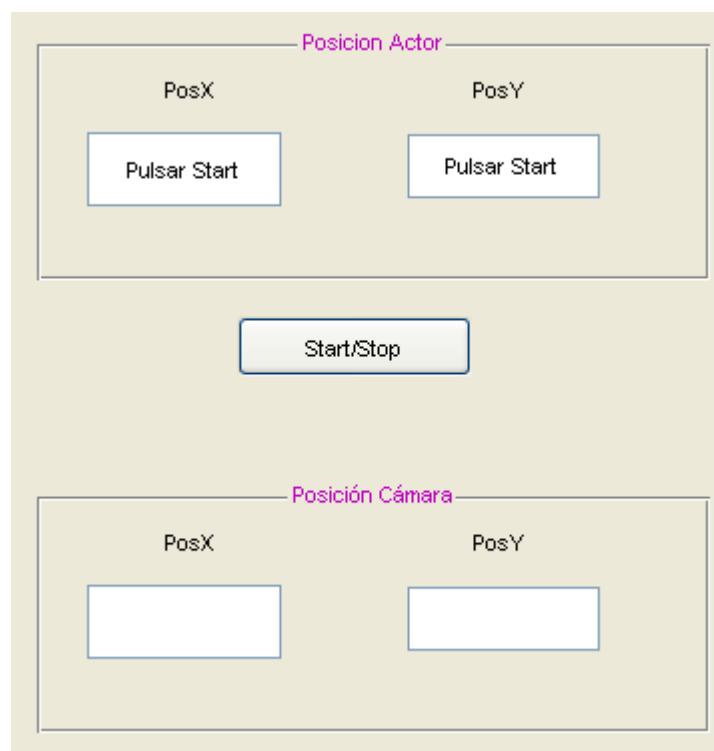 Posicion Actor
PosX PosY
Pulsar Start Pulsar Start
Start/Stop
Posición Cámara
PosX PosY